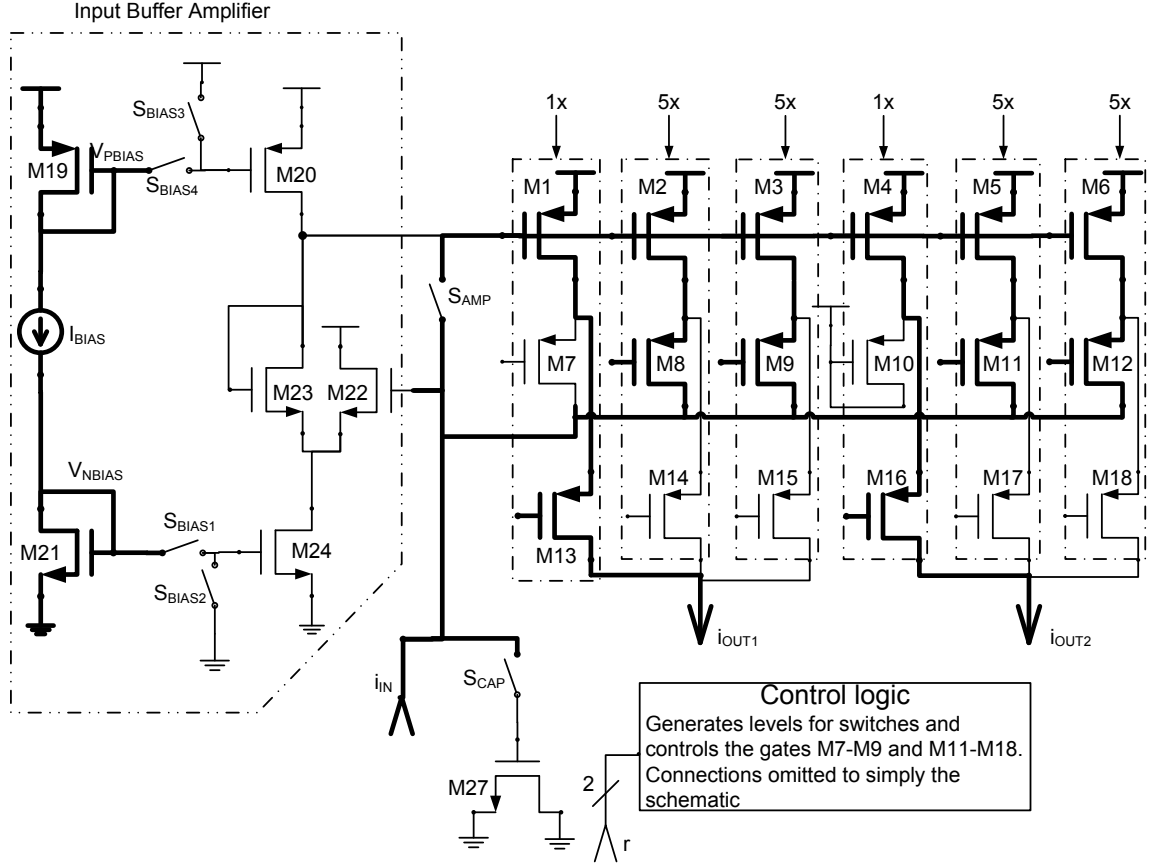 Input Buffer Amplifier
1x
5x
5x
1x
5x
5x
SBIAS3
M19
VPBIAS
SBIAS4
M20
M1
M2
M3
M4
M5
M6
SAMP
IBIAS
M7
M8
M9
M10
M11
M12
M23
M22
VNBIAS
M14
M15
M16
M17
M18
SBIAS1
M21
M24
M13
SBIAS2
iOUT1
iOUT2
iIN
SCAP
Control logic
Generates levels for switches and
controls the gates M7-M9 and M11-M18.
Connections omitted to simply the
schematic
M27
2
r